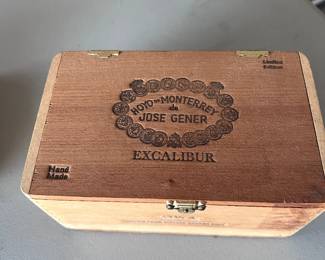 Limited
Edition
HOYO DE MONTERREY
de
JOSE GENER
EXCALIBUR
Hand
Made